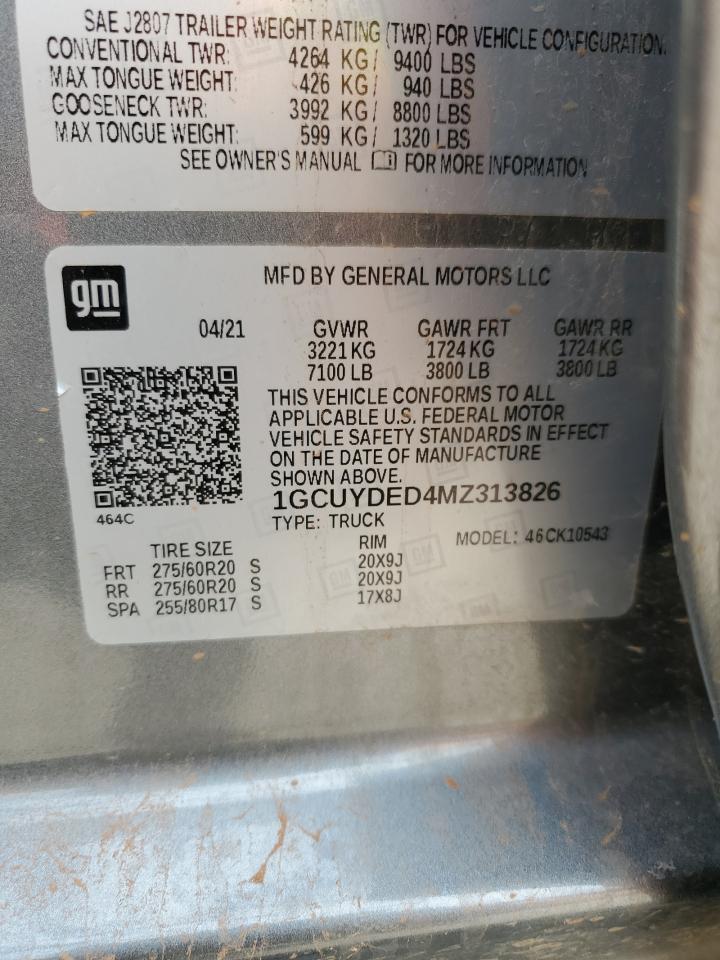 SAE J2807 TRAILER WEIGHT RATING (TWR) FOR VEHICLE CONFIGURATION.
CONVENTIONAL TWR: 4264 KG/ 9400 LBS
MAX TONGUE WEIGHT: 426 KG/ 940 LBS
GOOSENECK TWR: 3992 KG/ 8800 LBS
MAX TONGUE WEIGHT: 599 KG/ 1320 LBS
SEE OWNER'S MANUAL FOR MORE INFORMATION
gm
MFD BY GENERAL MOTORS LLC
04/21 GVWR GAWR FRT GAWR RR
3221 KG 1724 KG 1724 KG
7100 LB 3800 LB 3800 LB
THIS VEHICLE CONFORMS TO ALL
APPLICABLE U.S. FEDERAL MOTOR
VEHICLE SAFETY STANDARDS IN EFFECT
ON THE DATE OF MANUFACTURE
SHOWN ABOVE.
1GCUYDED4MZ313826
464C
TYPE: TRUCK MODEL: 46CK10543
TIRE SIZE RIM
FRT 275/60R20 S 20X9J
RR 275/60R20 S 20X9J
SPA 255/80R17 S 17X8J